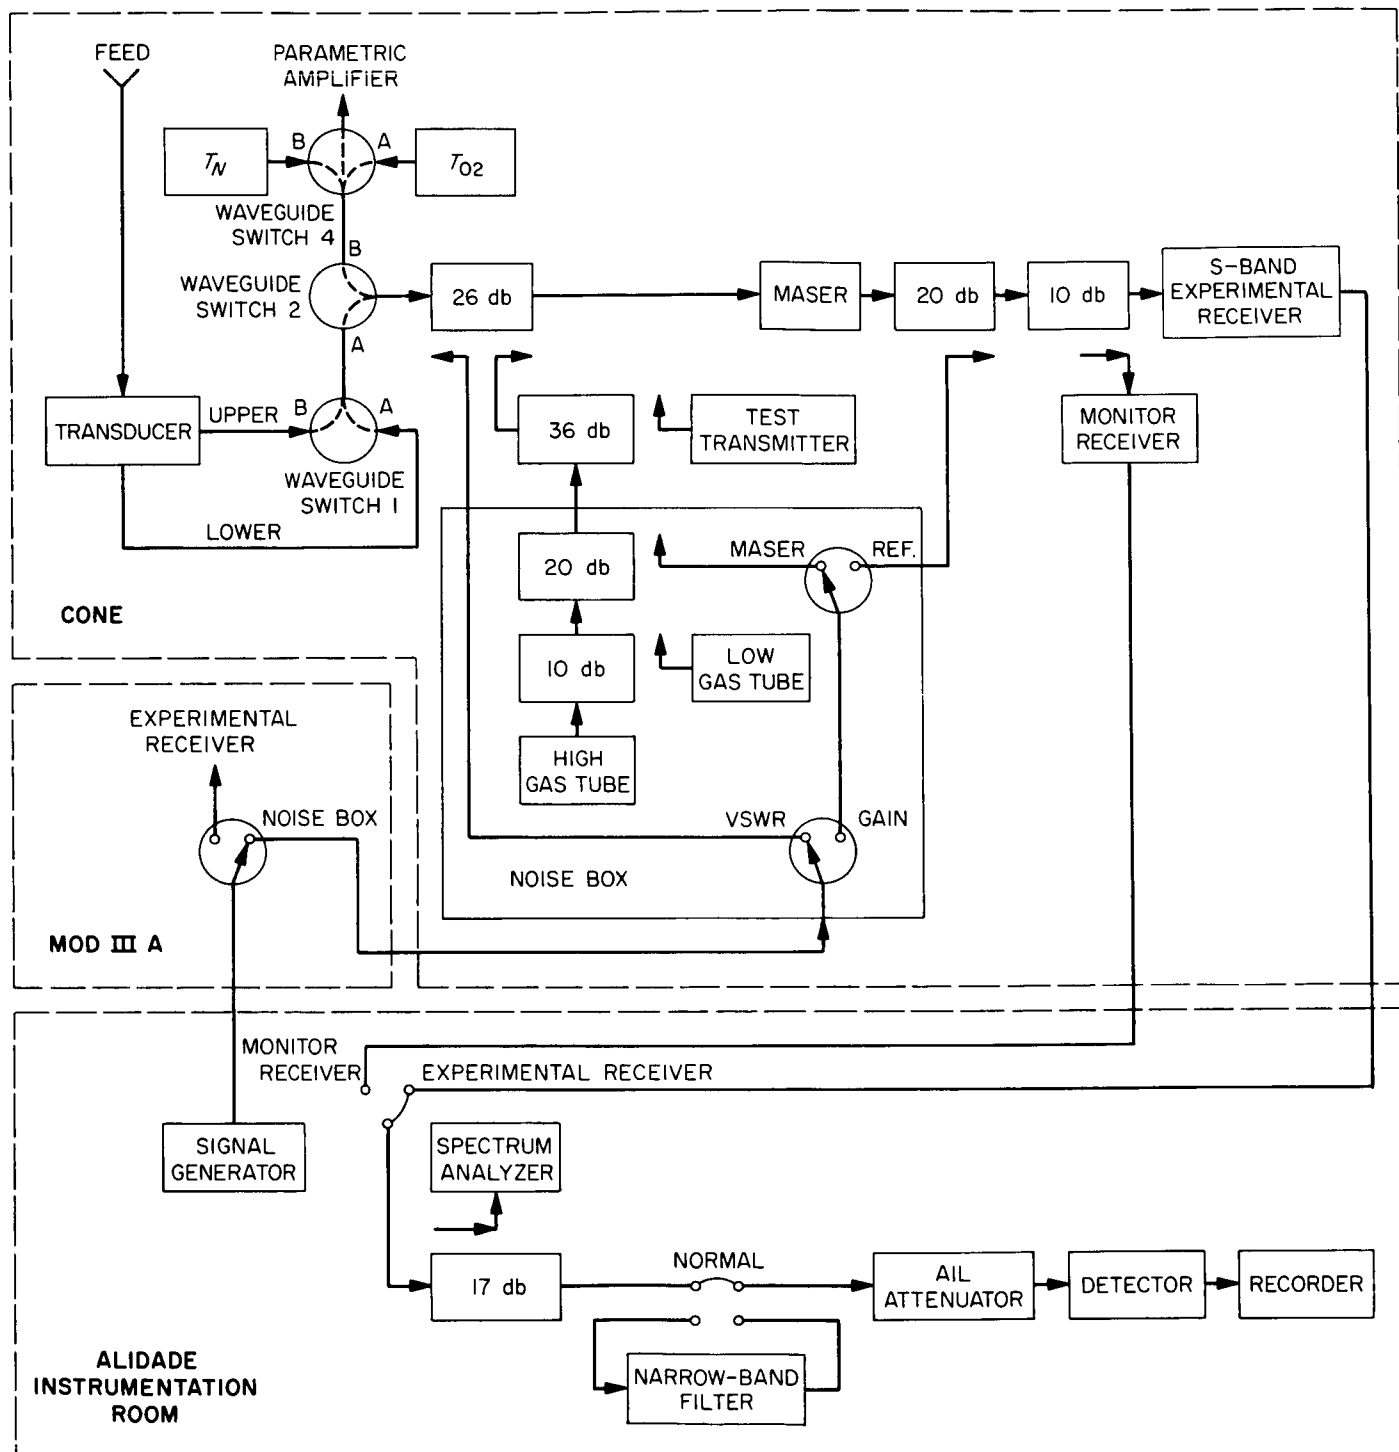 FEED
PARAMETRIC
AMPLIFIER
B
A
T_N
T_O2
WAVEGUIDE
SWITCH 4
B
WAVEGUIDE
SWITCH 2
26 db
MASER
20 db
10 db
S-BAND
EXPERIMENTAL
RECEIVER
A
TRANSDUCER
UPPER
B
A
36 db
TEST
TRANSMITTER
MONITOR
RECEIVER
WAVEGUIDE
SWITCH 1
LOWER
MASER
REF.
20 db
CONE
10 db
LOW
GAS TUBE
EXPERIMENTAL
RECEIVER
HIGH
GAS TUBE
NOISE BOX
VSWR
GAIN
NOISE BOX
MOD III A
MONITOR
RECEIVER
EXPERIMENTAL RECEIVER
SIGNAL
GENERATOR
SPECTRUM
ANALYZER
17 db
NORMAL
AIL
ATTENUATOR
DETECTOR
RECORDER
NARROW-BAND
FILTER
ALIDADE
INSTRUMENTATION
ROOM